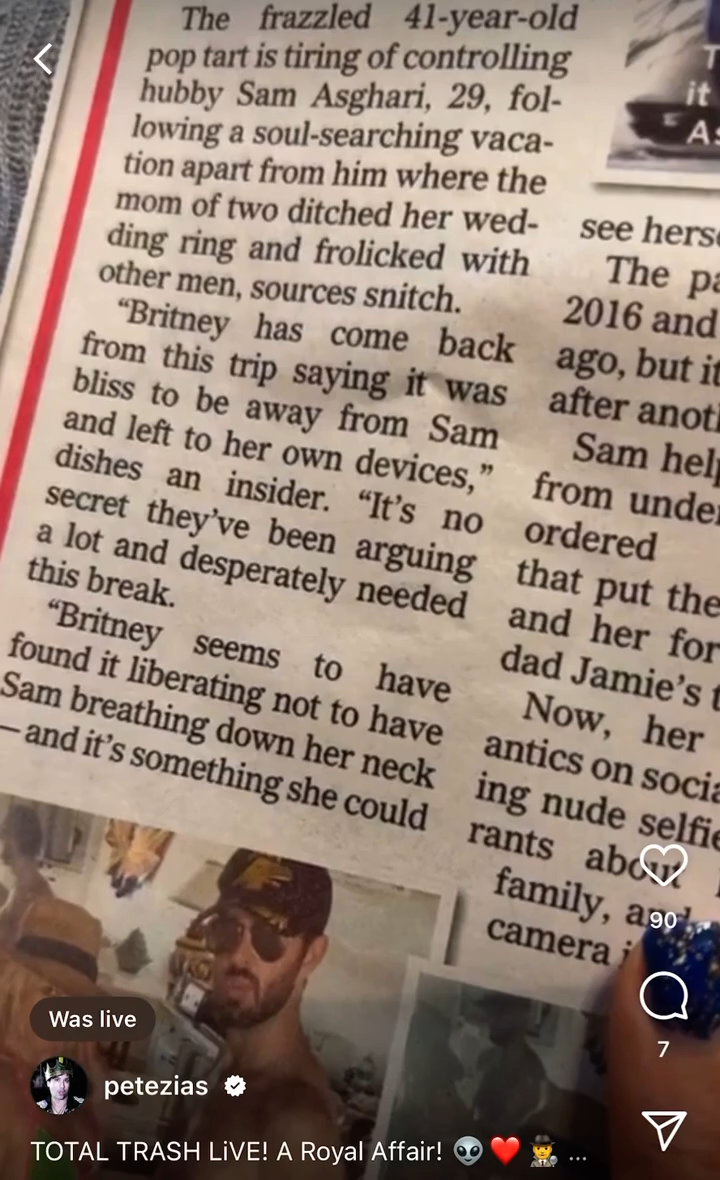 The frazzled 41-year-old
pop tart is tiring of controlling
hubby Sam Asghari, 29, fol-
lowing a soul-searching vaca-
tion apart from him where the
mom of two ditched her wed-
ding ring and frolicked with
other men, sources snitch.
“Britney has come back
from this trip saying it was
bliss to be away from Sam
and left to her own devices,”
dishes an insider. “It’s no
secret they’ve been arguing
a lot and desperately needed
this break.
“Britney seems to have
found it liberating not to have
Sam breathing down her neck
— and it’s something she could
T
it
As
see herse
The pa
2016 and
ago, but it
after anot
Sam help
from unde
ordered
that put the
and her for
dad Jamie’s t
Now, her
antics on socia
ing nude selfie
rants about
family, and
camera i
90
7
Was live
petezias
TOTAL TRASH LiVE! A Royal Affair! 👽❤️🕵️ ...